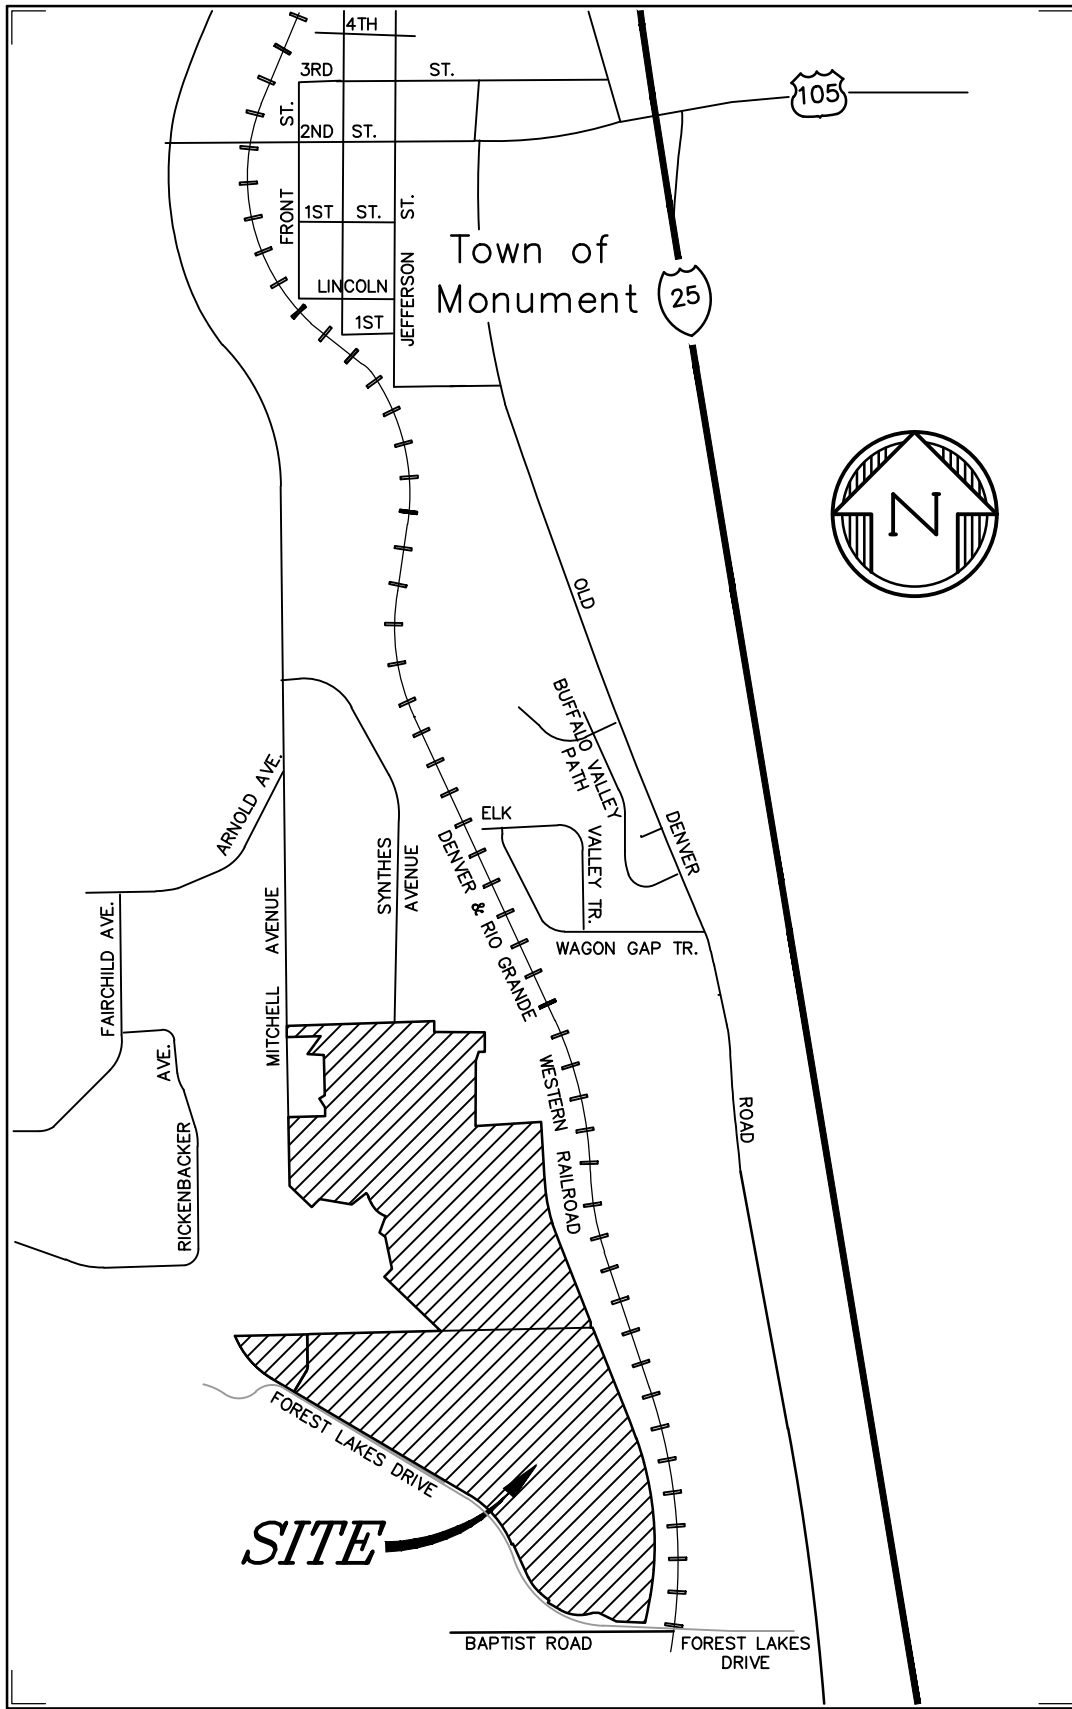 4TH
3RD ST.
105
ST.
2ND ST.
FRONT
1ST ST.
ST.
JEFFERSON
Town of
Monument
LINCOLN
25
1ST
N
OLD
BUFFALO VALLEY
PATH
ARNOLD AVE.
ELK
VALLEY TR.
DENVER
SYNTHES
AVENUE
DENVER & RIO GRANDE
WAGON GAP TR.
FAIRCHILD AVE.
MITCHELL AVENUE
AVE.
RICKENBACKER
WESTERN RAILROAD
ROAD
FOREST LAKES DRIVE
SITE
BAPTIST ROAD
FOREST LAKES
DRIVE